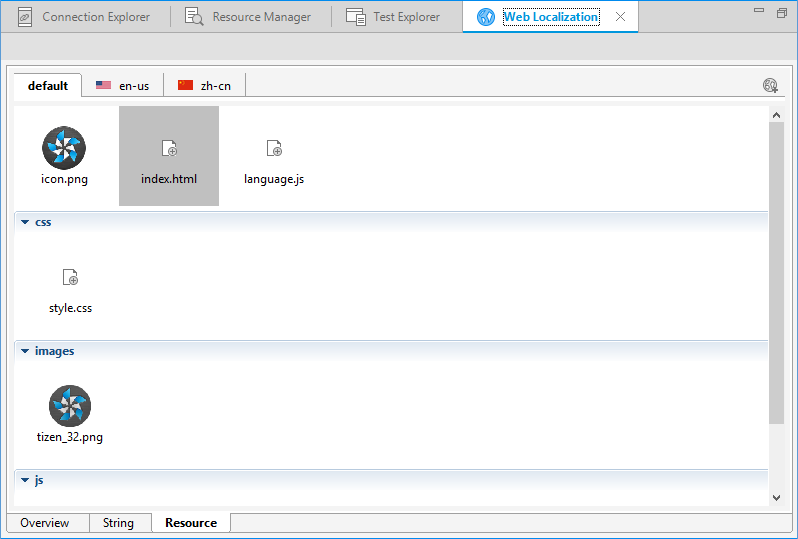 Connection Explorer Resource Manager Test Explorer Web Localization
default en-us zh-cn
icon.png index.html language.js
css
style.css
images
tizen_32.png
js
Overview String Resource